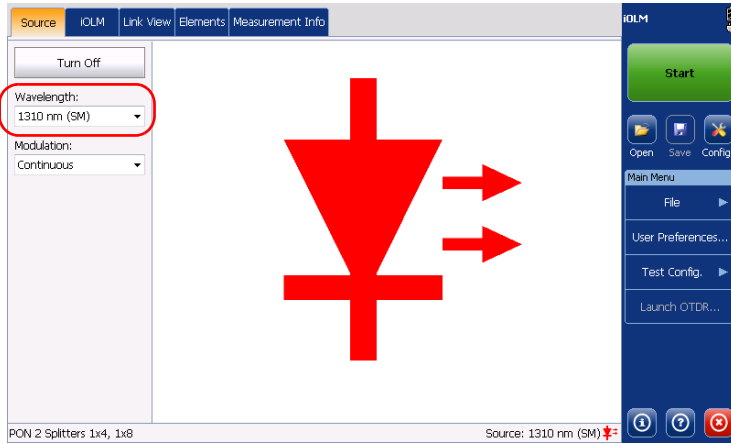 Source
iOLM
Link View
Elements
Measurement Info
iOLM
Turn Off
Start
Wavelength:
1310 nm (SM)
Modulation:
Continuous
Open
Save
Config
Main Menu
File
User Preferences...
Test Config.
Launch OTDR...
PON 2 Splitters 1x4, 1x8
Source: 1310 nm (SM)